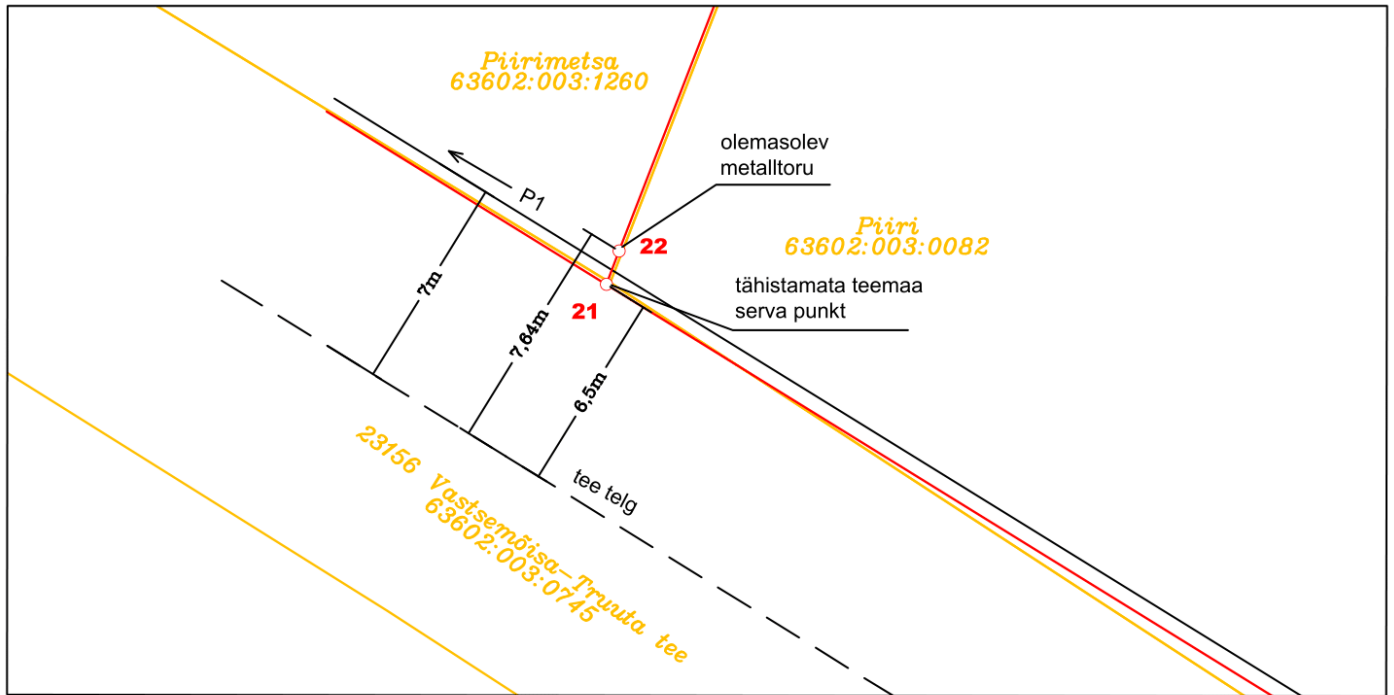 Piirimetsa
63602:003:1260
olemasolev
metalltoru
P1
Piiri
63602:003:0082
22
tähistamata teemaa
serva punkt
21
7m
7,64m
6,5m
tee telg
23156 Vastsemõisa-Truuta tee
63602:003:0745